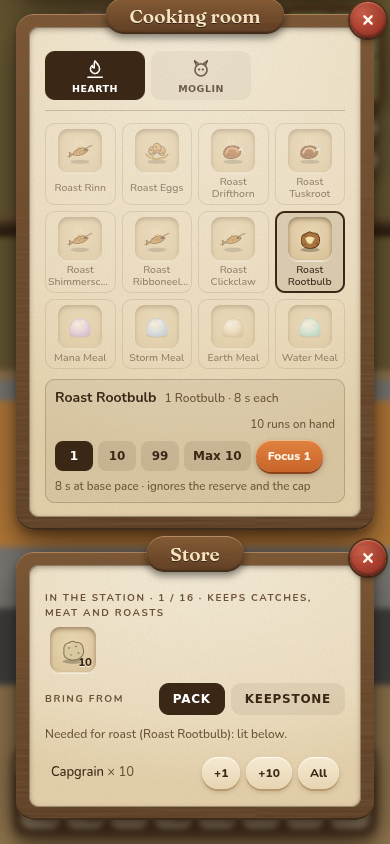 Cooking room
HEARTH
MOGLIN
Roast Rinn
Roast Eggs
Roast Drifthorn
Roast Tuskroot
Roast Shimmersc...
Roast Ribboneel...
Roast Clickclaw
Roast Rootbulb
Mana Meal
Storm Meal
Earth Meal
Water Meal
Roast Rootbulb 1 Rootbulb · 8 s each
10 runs on hand
1 10 99 Max 10 Focus 1
8 s at base pace · ignores the reserve and the cap
Store
IN THE STATION · 1 / 16 · KEEPS CATCHES,
MEAT AND ROASTS
10
BRING FROM PACK KEEPSTONE
Needed for roast (Roast Rootbulb): lit below.
Capgrain × 10 +1 +10 All